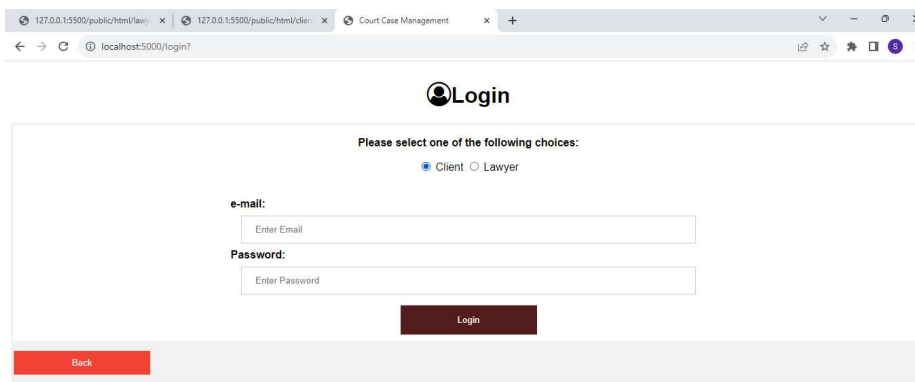 127.0.0.1:5500/public/html/lawy
127.0.0.1:5500/public/html/clien
Court Case Management
localhost:5000/login?
S
Login
Please select one of the following choices:
Client
Lawyer
e-mail:
Enter Email
Password:
Enter Password
Login
Back